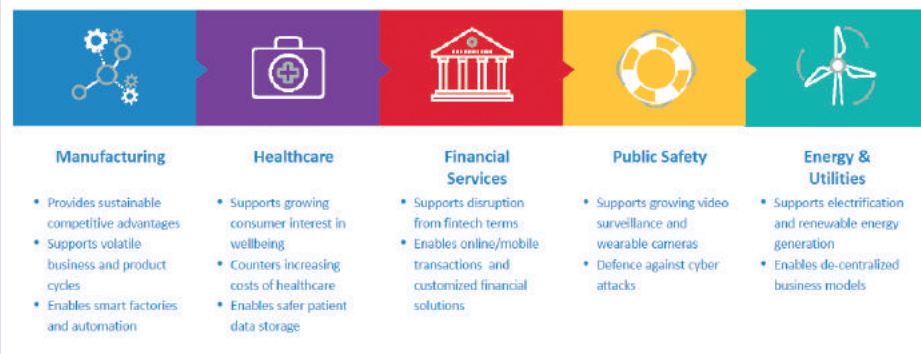 Manufacturing
• Provides sustainable
competitive advantages
• Supports volatile
business and product
cycles
• Enables smart factories
and automation
Healthcare
• Supports growing
consumer interest in
wellbeing
• Counters increasing
costs of healthcare
• Enables safer patient
data storage
Financial
Services
• Supports disruption
from fintech terms
• Enables online/mobile
transactions and
customized financial
solutions
Public Safety
• Supports growing video
surveillance and
wearable cameras
• Defence against cyber
attacks
Energy &
Utilities
• Supports electrification
and renewable energy
generation
• Enables de-centralized
business models